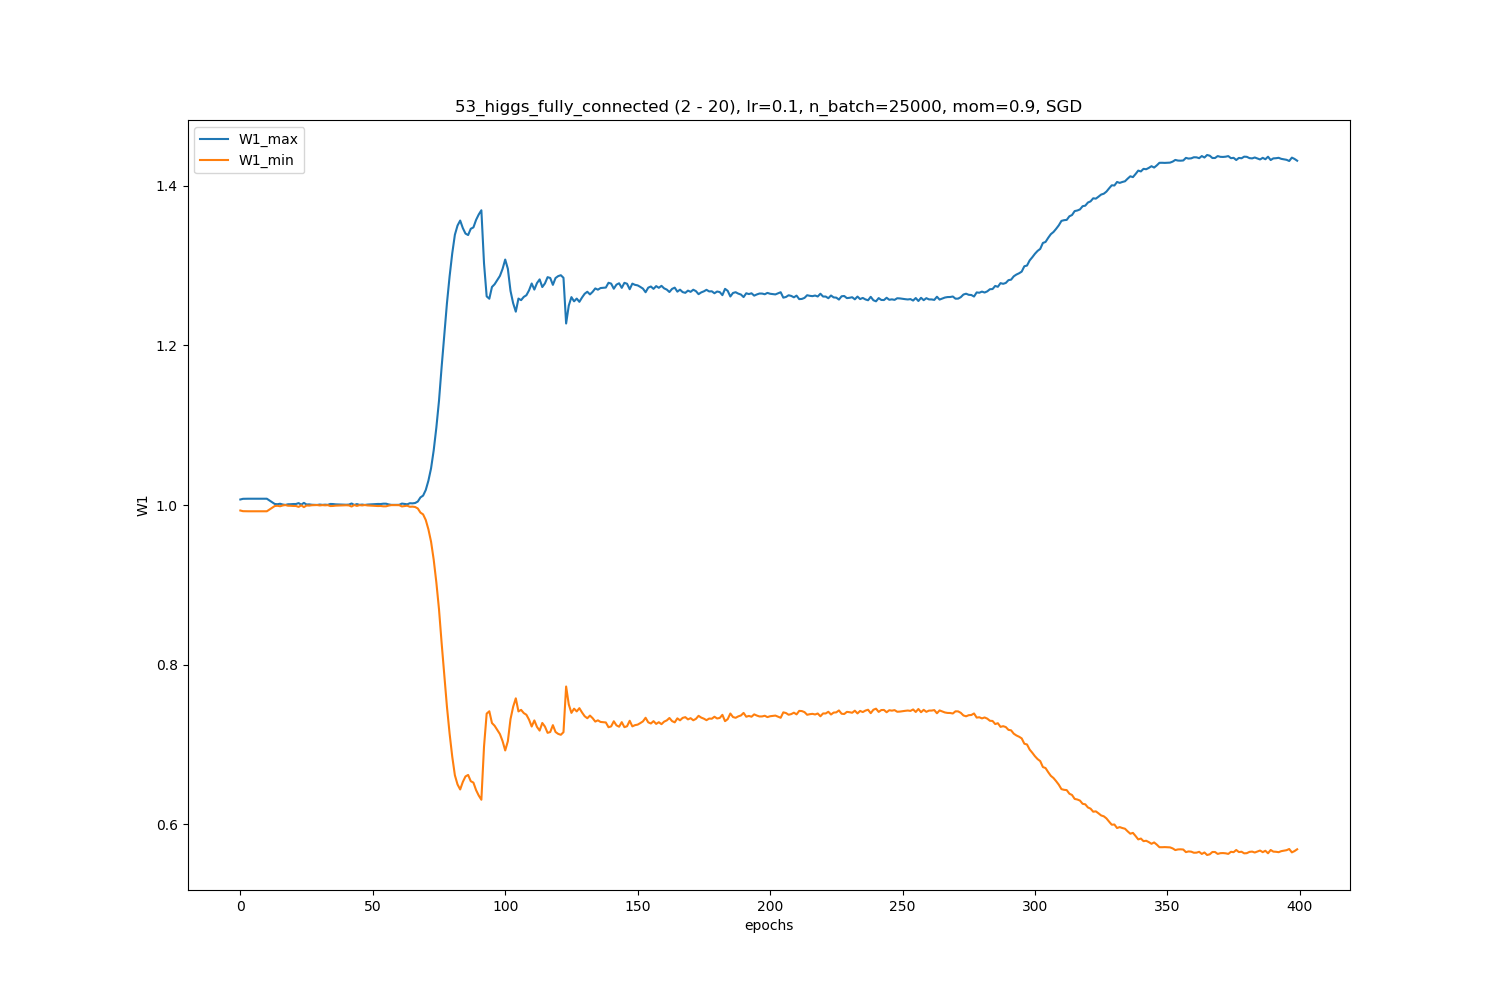 53_higgs_fully_connected (2 - 20), lr=0.1, n_batch=25000, mom=0.9, SGD
W1_max
W1_min
1.4
1.2
1.0
0.8
0.6
W1
0 50 100 150 200 250 300 350 400
epochs